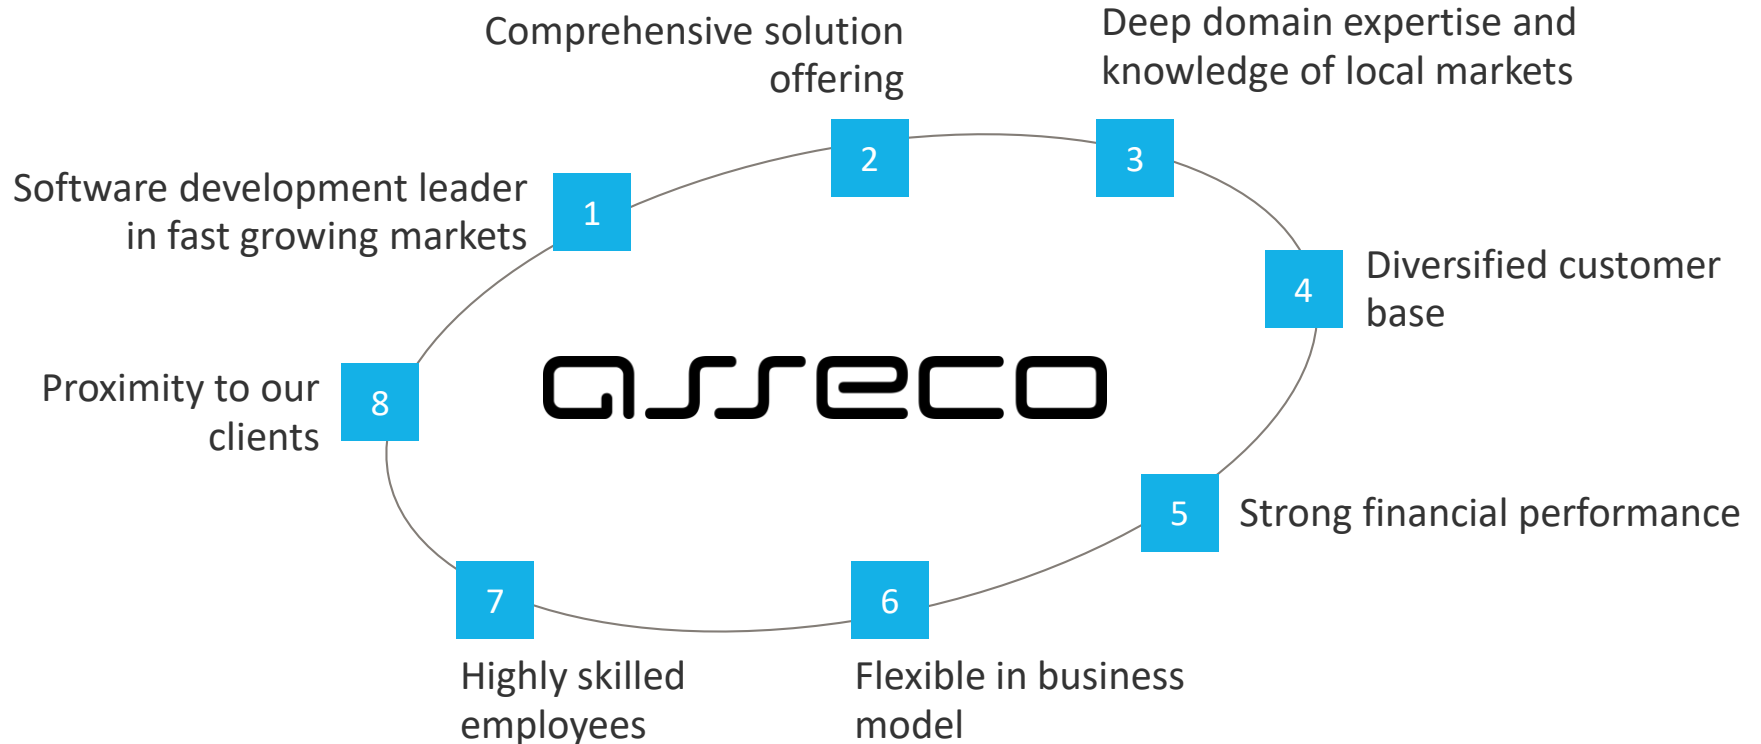 Comprehensive solution
offering
Deep domain expertise and
knowledge of local markets
2
3
Software development leader
in fast growing markets
1
Diversified customer
base
4
asseco
Proximity to our
clients
8
5
Strong financial performance
7
6
Highly skilled
employees
Flexible in business
model